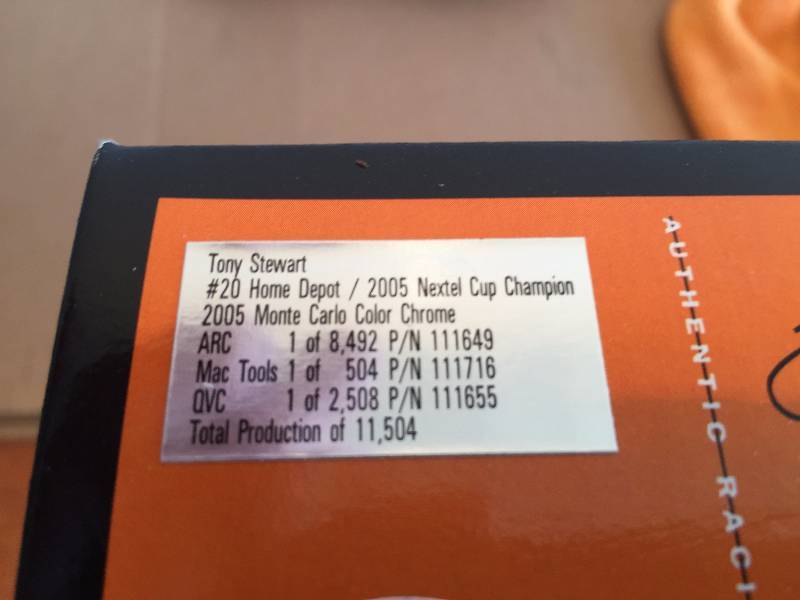 Tony Stewart
#20 Home Depot / 2005 Nextel Cup Champion
2005 Monte Carlo Color Chrome
ARC 1 of 8,492 P/N 111649
Mac Tools 1 of 504 P/N 111716
QVC 1 of 2,508 P/N 111655
Total Production of 11,504
AUTHENTIC RACI